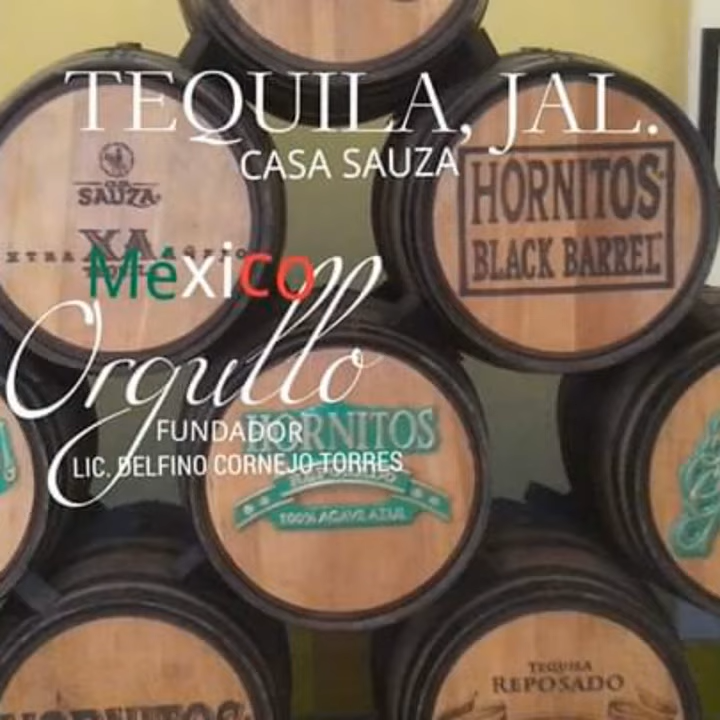 TEQUILA, JAL.
CASA SAUZA
SAUZA
XA
HORNITOS
BLACK BARREL
México
Orgullo
FUNDADOR
LIC. DELFINO CORNEJO TORRES
HORNITOS
100% AGAVE AZUL
TEQUILA
REPOSADO
HORNITOS